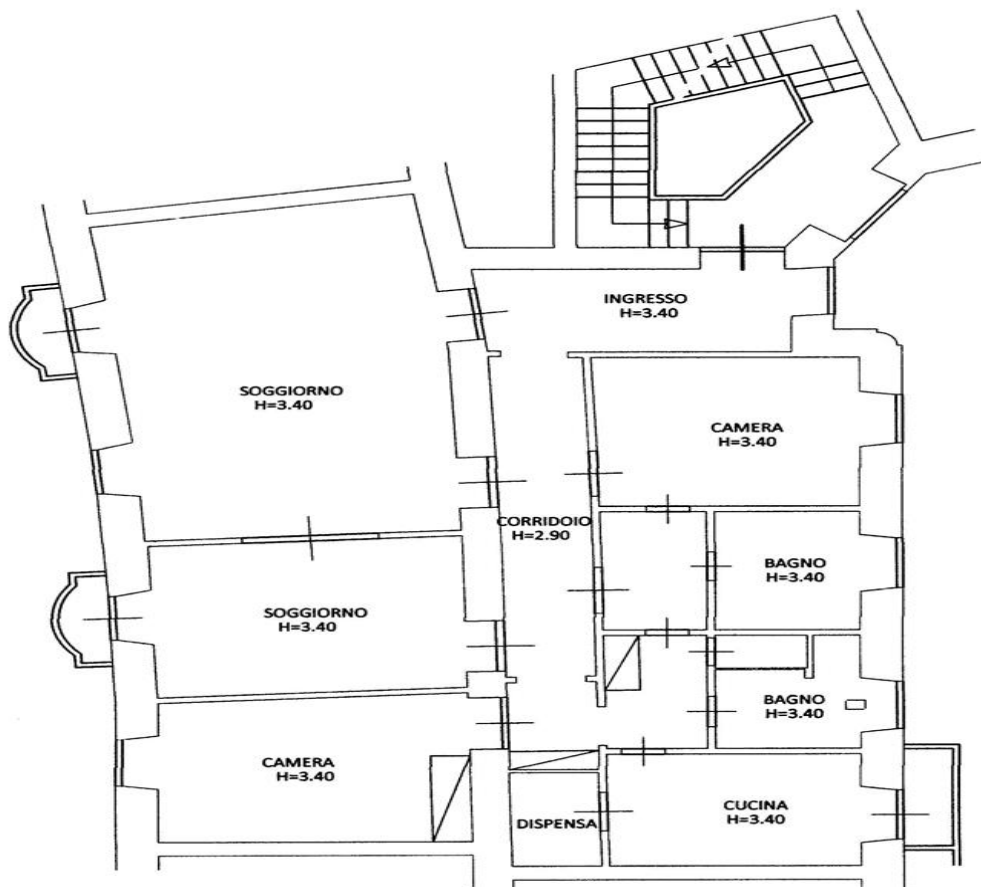 INGRESSO
H=3.40
SOGGIORNO
H=3.40
CAMERA
H=3.40
CORRIDOIO
H=2.90
BAGNO
H=3.40
SOGGIORNO
H=3.40
BAGNO
H=3.40
CAMERA
H=3.40
CUCINA
H=3.40
DISPENSA